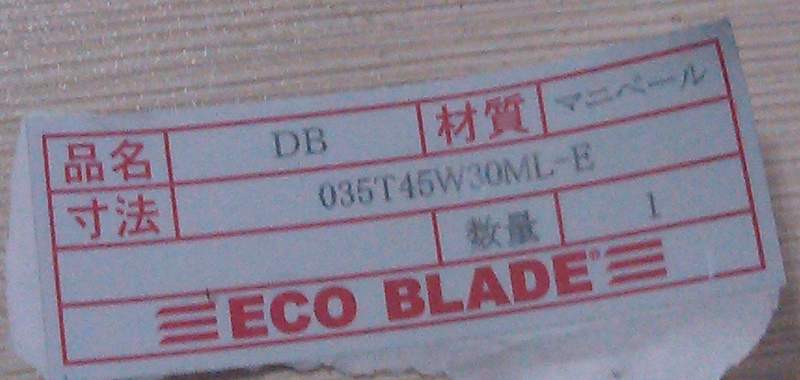 品名 DB 材質 マニベール
寸法 035T45W30ML-E
数量 1
ECO BLADE®